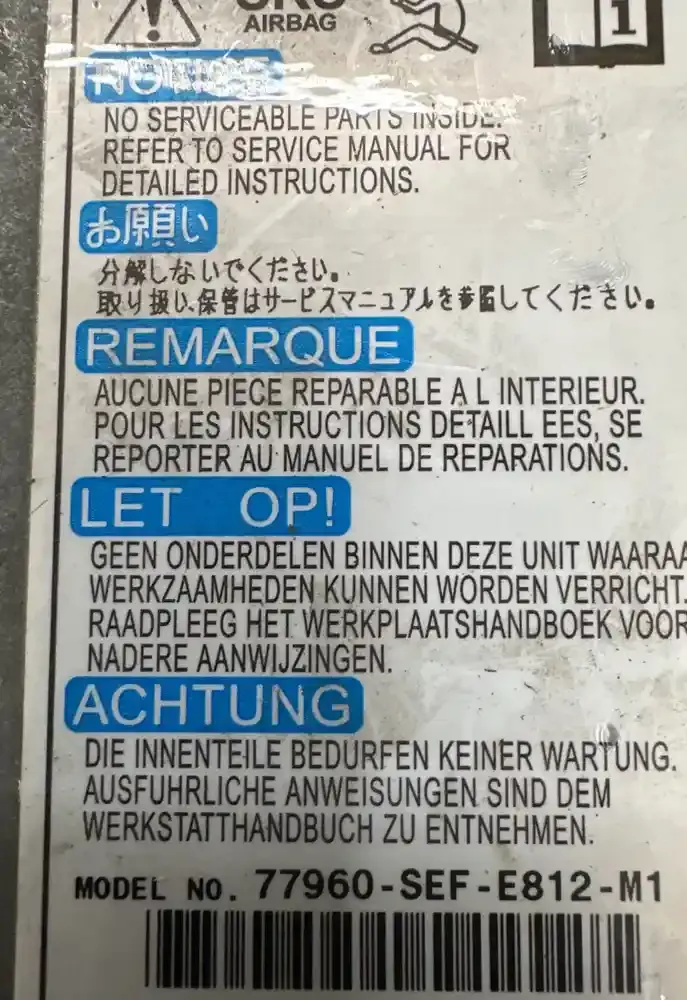 SRS
AIRBAG
i
NOTICE
NO SERVICEABLE PARTS INSIDE.
REFER TO SERVICE MANUAL FOR
DETAILED INSTRUCTIONS.
お願い
分解しないでください。
取り扱い、保管はサービスマニュアルを参照してください。
REMARQUE
AUCUNE PIECE REPARABLE A L INTERIEUR.
POUR LES INSTRUCTIONS DETAILL EES, SE
REPORTER AU MANUEL DE REPARATIONS.
LET OP!
GEEN ONDERDELEN BINNEN DEZE UNIT WAARAA
WERKZAAMHEDEN KUNNEN WORDEN VERRICHT.
RAADPLEEG HET WERKPLAATSHANDBOEK VOOR
NADERE AANWIJZINGEN.
ACHTUNG
DIE INNENTEILE BEDURFEN KEINER WARTUNG.
AUSFUHRLICHE ANWEISUNGEN SIND DEM
WERKSTATTHANDBUCH ZU ENTNEHMEN.
MODEL NO. 77960-SEF-E812-M1